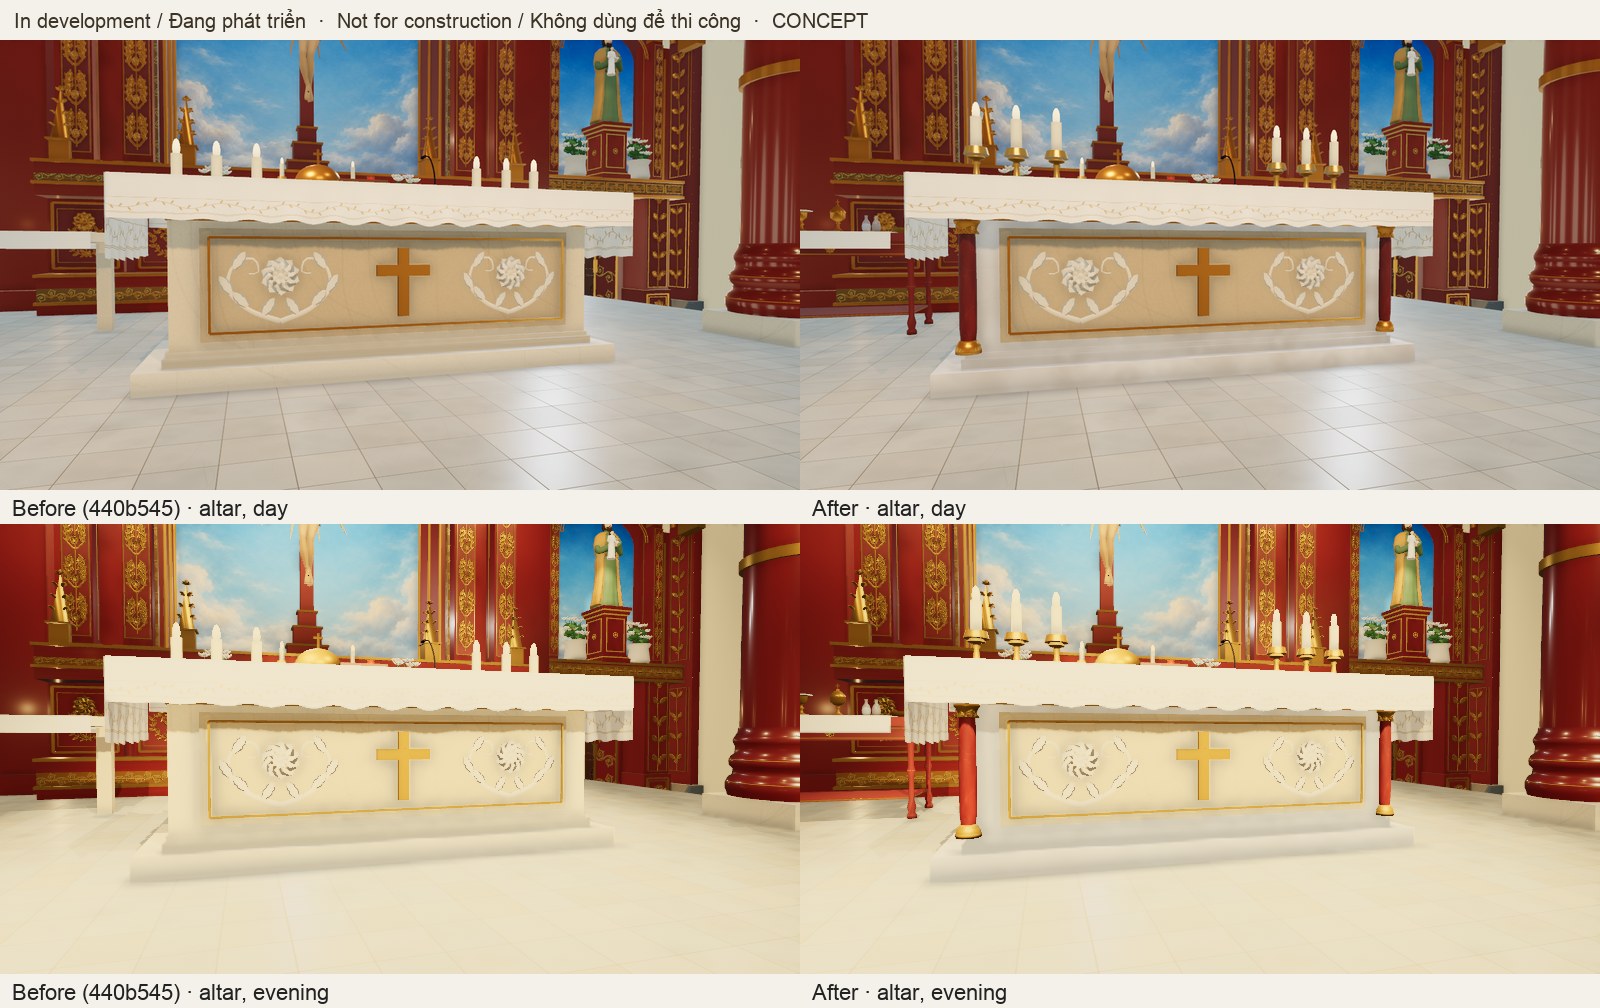 In development / Đang phát triển · Not for construction / Không dùng để thi công · CONCEPT
Before (440b545) · altar, day
After · altar, day
Before (440b545) · altar, evening
After · altar, evening